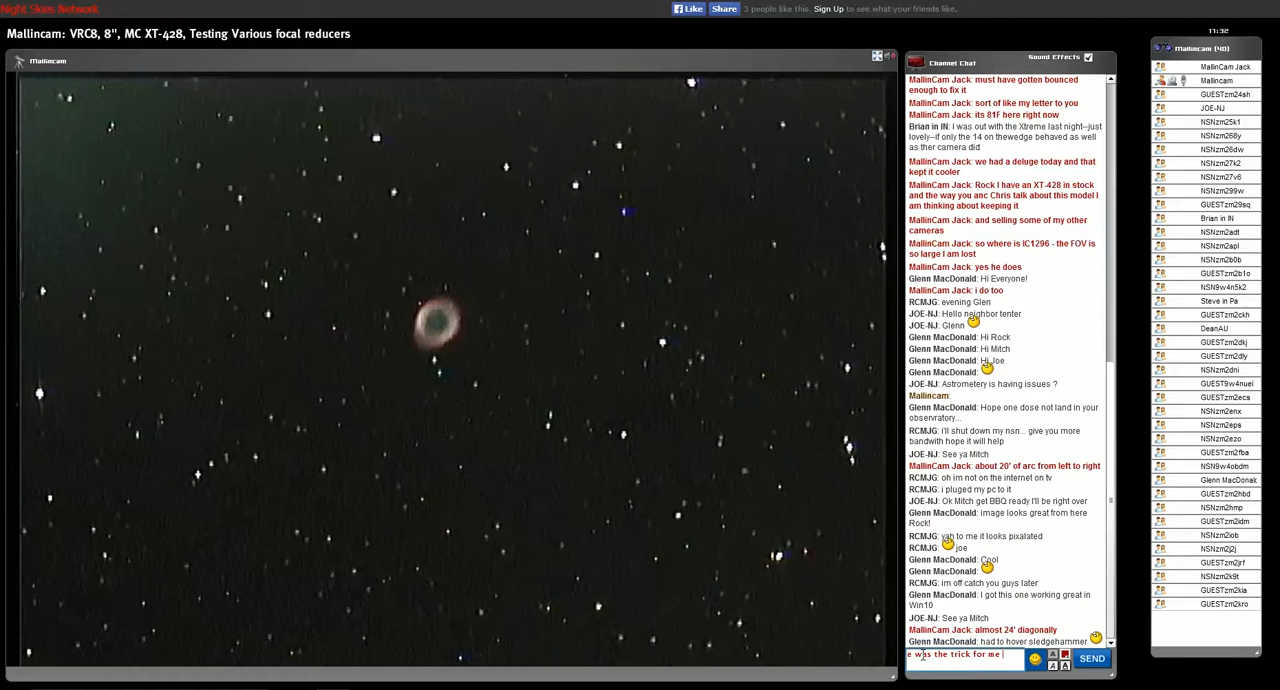 Night Skies Network
Like Share 3 people like this. Sign Up to see what your friends like.
Mallincam: VRC8, 8", MC XT-428, Testing Various focal reducers
Mallincam
Channel Chat
Sound Effects
MallinCam Jack: must have gotten bounced
enough to fix it
MallinCam Jack: sort of like my letter to you
MallinCam Jack: its 81F here right now
Brian in IN: I was out with the Xtreme last night--just
lovely--if only the 14 on thewedge behaved as well
as ther camera did
MallinCam Jack: we had a deluge today and that
kept it cooler
MallinCam Jack: Rock I have an XT-428 in stock
and the way you anc Chris talk about this model I
am thinking about keeping it
MallinCam Jack: and selling some of my other
cameras
MallinCam Jack: so where is IC1296 - the FOV is
so large I am lost
MallinCam Jack: yes he does
Glenn MacDonald: Hi Everyone!
MallinCam Jack: i do too
RCMJG: evening Glen
JOE-NJ: Hello neighbor tenter
JOE-NJ: Glenn
Glenn MacDonald: Hi Rock
Glenn MacDonald: Hi Mitch
Glenn MacDonald: Hi Joe
Glenn MacDonald:
JOE-NJ: Astrometery is having issues ?
Mallincam:
Glenn MacDonald: Hope one dose not land in your
observratory...
RCMJG: i'll shut down my nsn... give you more
bandwith hope it will help
JOE-NJ: See ya Mitch
MallinCam Jack: about 20' of arc from left to right
RCMJG: oh im not on the internet on tv
RCMJG: i pluged my pc to it
JOE-NJ: Ok Mitch get BBQ ready I'll be right over
Glenn MacDonald: image looks great from here
Rock!
RCMJG: yah to me it looks pixalated
RCMJG: joe
Glenn MacDonald: Cool
Glenn MacDonald:
RCMJG: im off catch you guys later
Glenn MacDonald: I got this one working great in
Win10
JOE-NJ: See ya Mitch
MallinCam Jack: almost 24' diagonally
Glenn MacDonald: had to hover sledgehammer
e was the trick for me
A
A A
SEND
17:32
Mallincam (40)
MallinCam Jack
Mallincam
GUESTzm24sh
JOE-NJ
NSNzm25k1
NSNzm268y
NSNzm26dw
NSNzm27k2
NSNzm27v6
NSNzm299w
GUESTzm29sq
Brian in IN
NSNzm2adt
NSNzm2apl
NSNzm2b0b
GUESTzm2b1o
NSN9w4n5k2
Steve in Pa
GUESTzm2ckh
DeanAU
GUESTzm2dkj
GUESTzm2dly
NSNzm2dni
GUEST9w4nuei
GUESTzm2ecs
NSNzm2enx
NSNzm2eps
NSNzm2ezo
GUESTzm2fba
NSN9w4obdm
Glenn MacDonak
GUESTzm2hbd
NSNzm2hmp
GUESTzm2idm
NSNzm2iob
NSNzm2j2j
GUESTzm2jrf
NSNzm2k9t
GUESTzm2kia
GUESTzm2kro